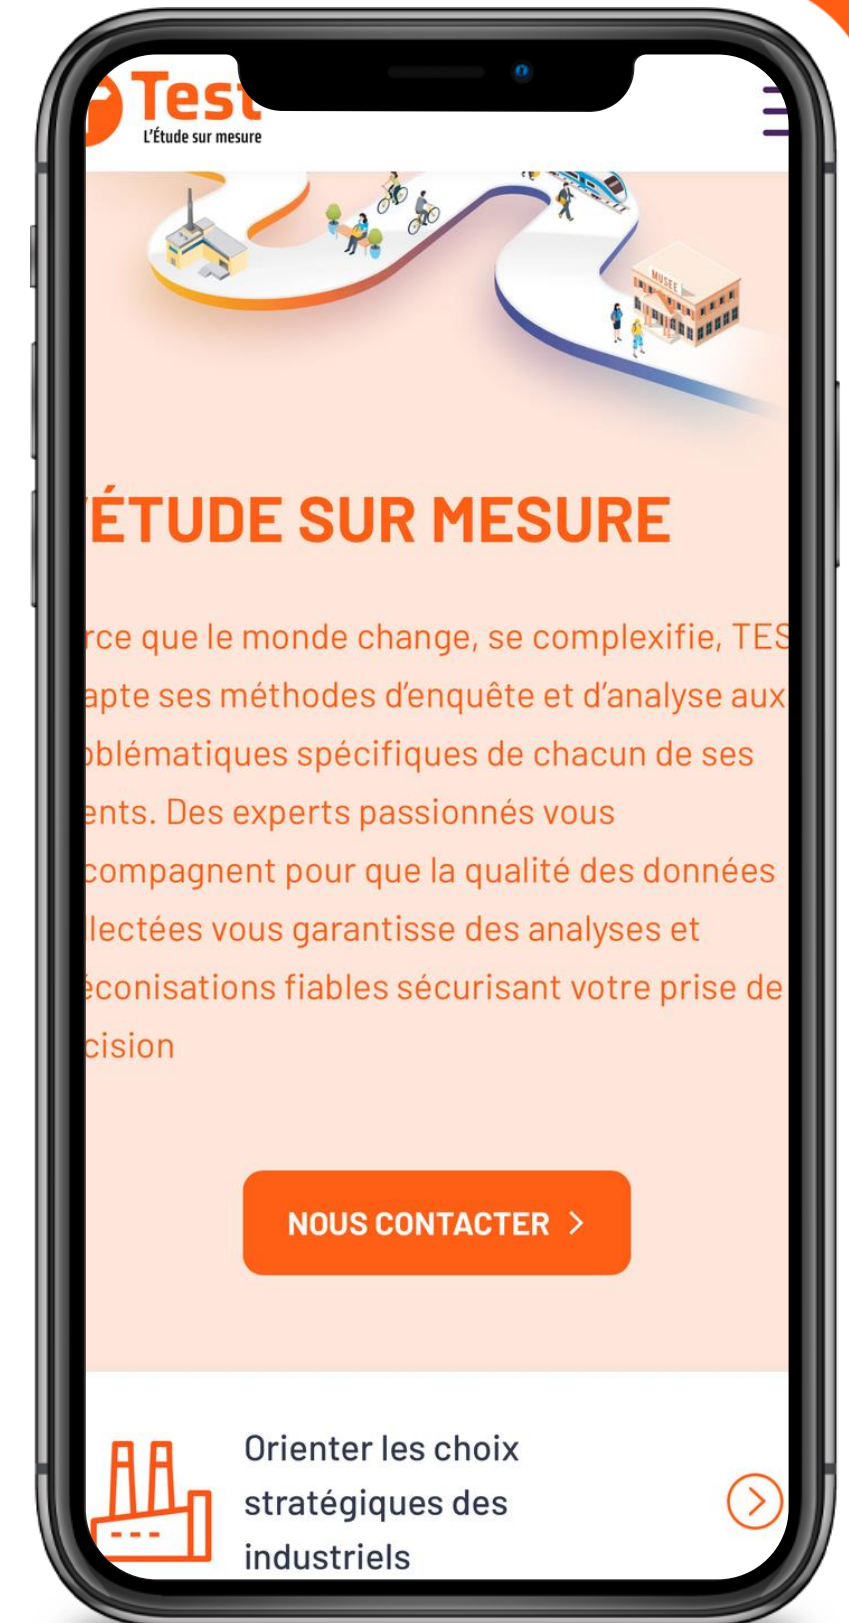 Test
L'Étude sur mesure
MUSEE
'ÉTUDE SUR MESURE
rce que le monde change, se complexifie, TES
apte ses méthodes d'enquête et d'analyse aux
oblématiques spécifiques de chacun de ses
ents. Des experts passionnés vous
compagnent pour que la qualité des données
llectées vous garantisse des analyses et
éconisations fiables sécurisant votre prise de
cision
NOUS CONTACTER >
Orienter les choix
stratégiques des
industriels